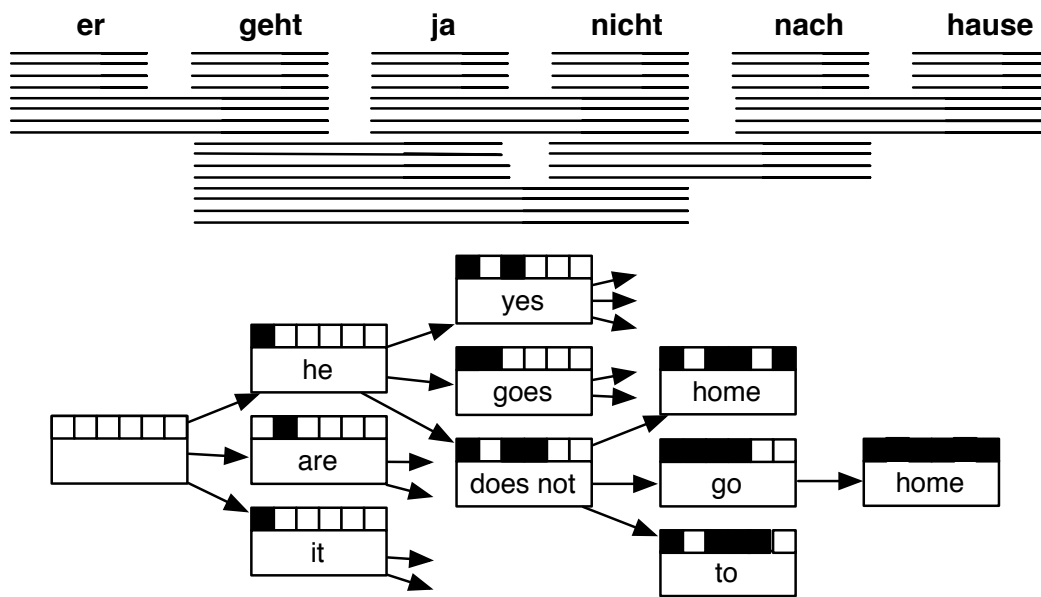 er geht ja nicht nach hause
yes
he
goes
home
are
does not
go
home
it
to